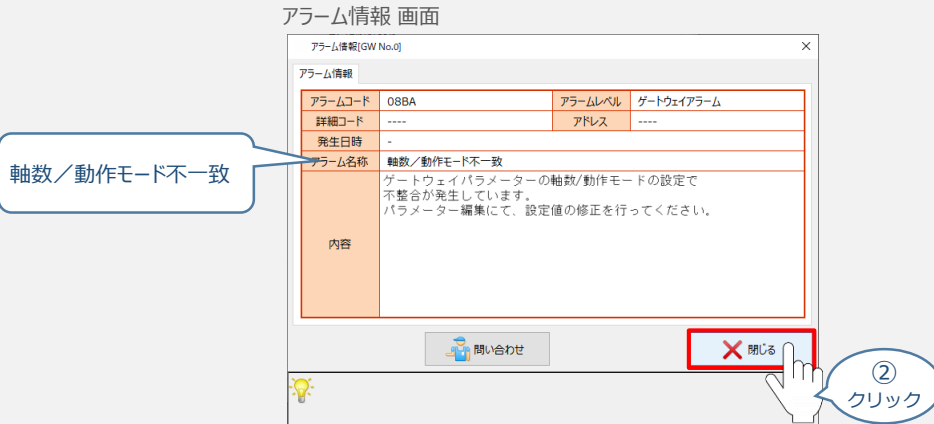 アラーム情報 画面
アラーム情報[GW No.0]
アラーム情報
アラームコード 08BA アラームレベル ゲートウェイアラーム
詳細コード ---- アドレス ----
発生日時 -
アラーム名称 軸数／動作モード不一致
軸数／動作モード不一致
内容
ゲートウェイパラメーターの軸数/動作モードの設定で
不整合が発生しています。
パラメーター編集にて、設定値の修正を行ってください。
問い合わせ
閉じる
②
クリック